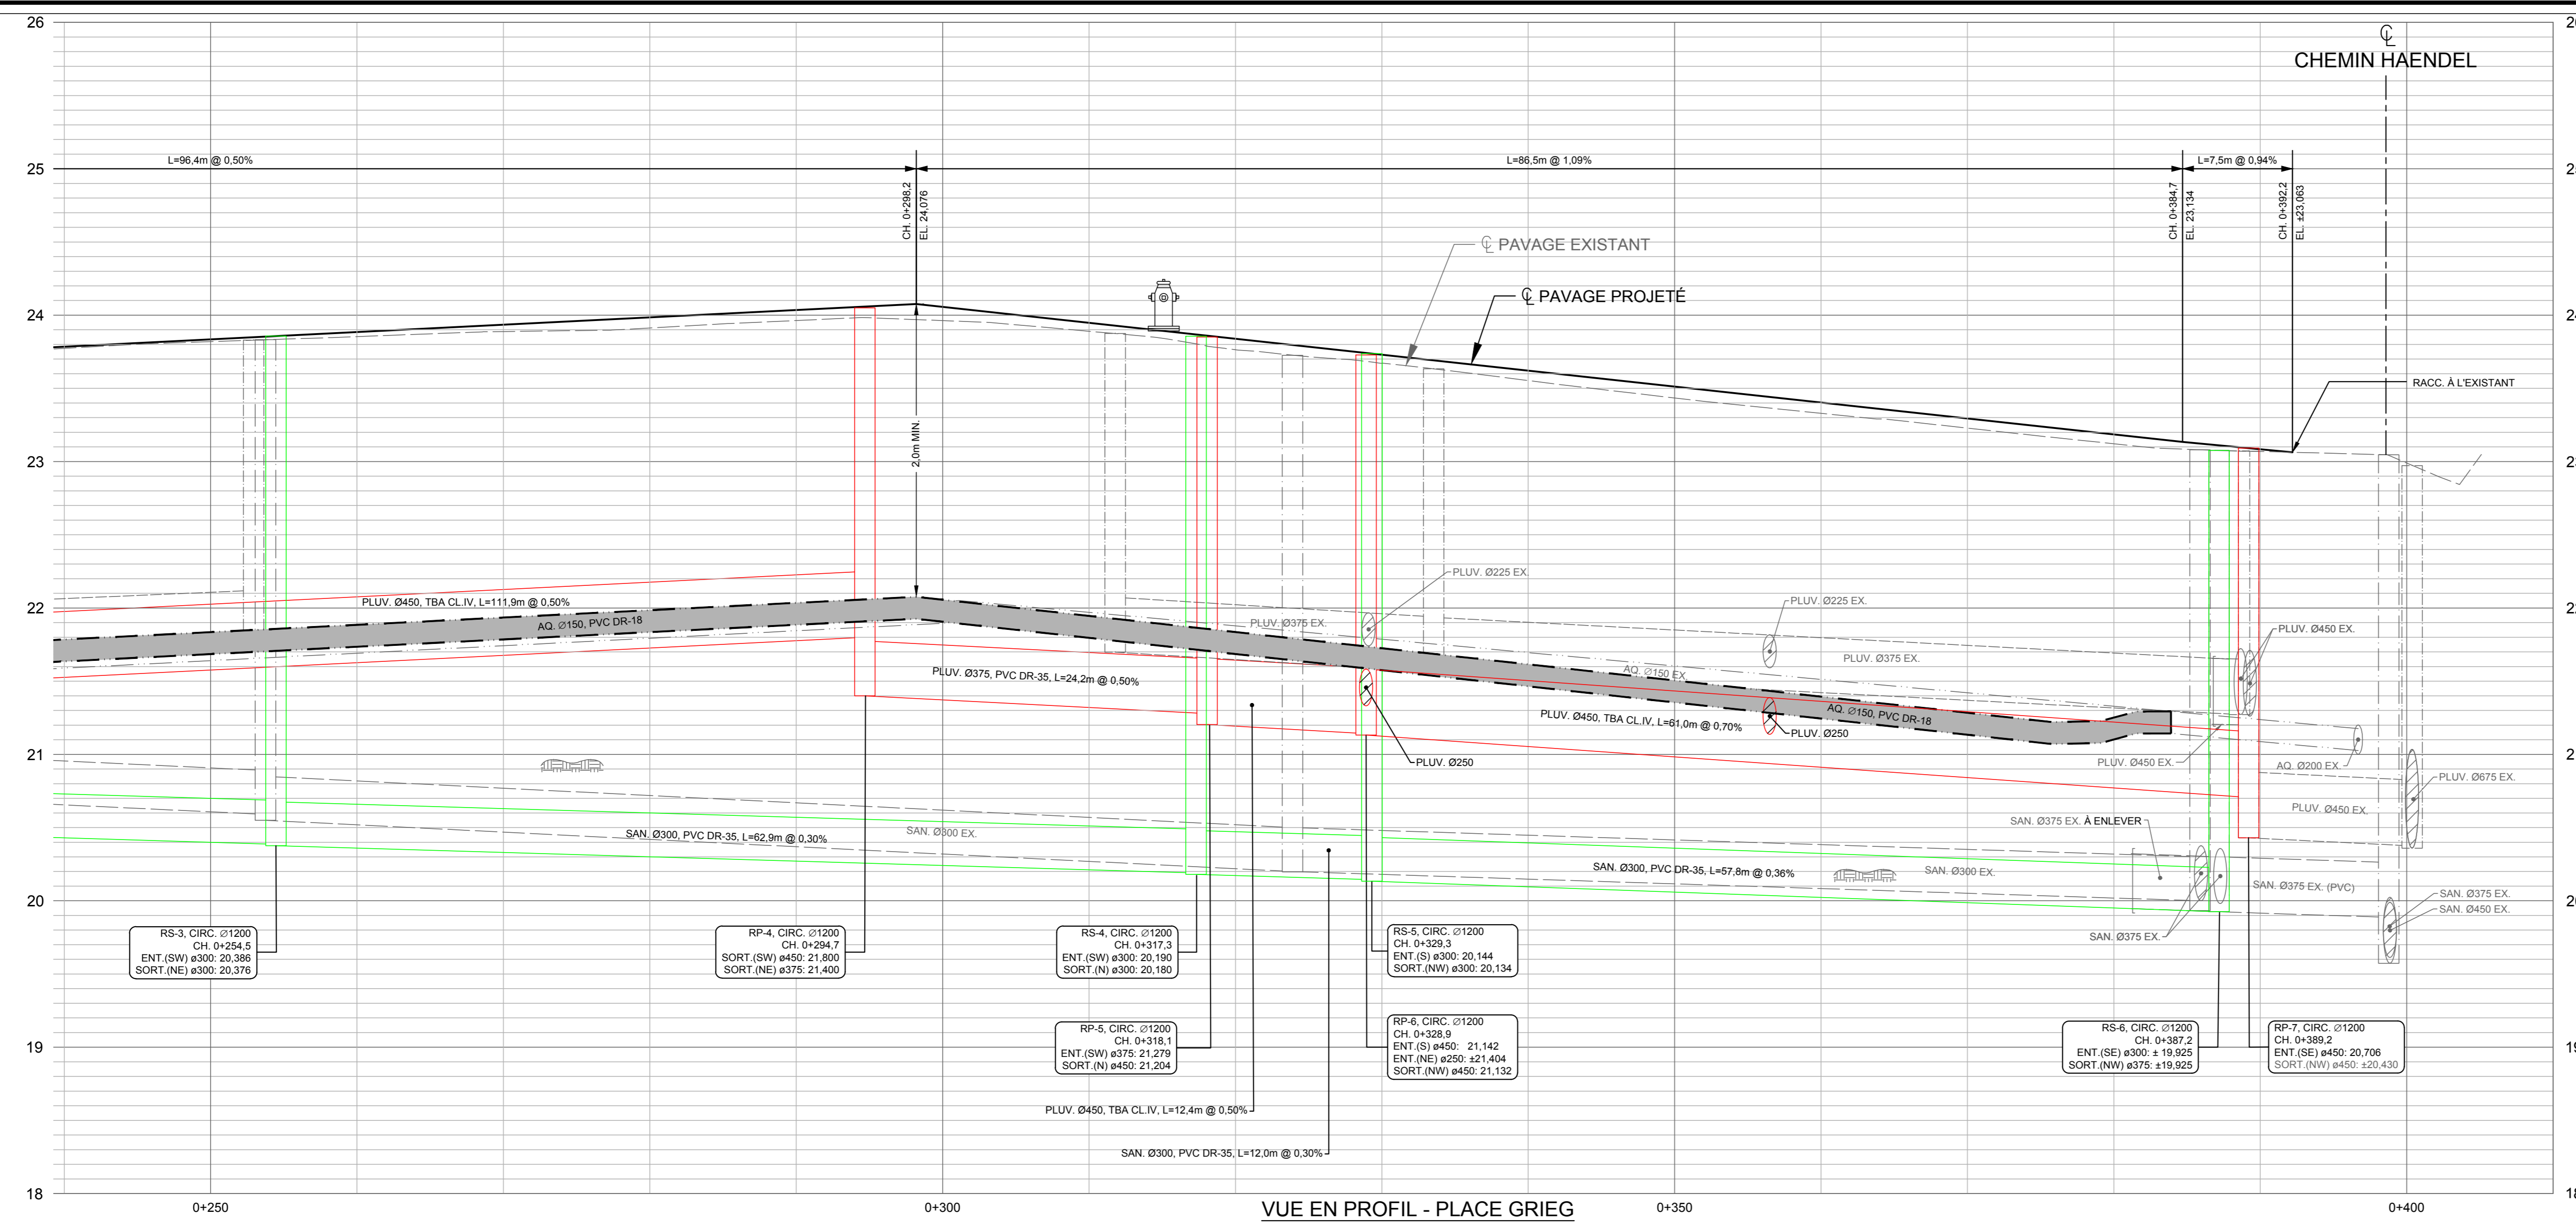 26
25
24
23
22
21
20
19
18
℄
CHEMIN HAENDEL
L=96,4m @ 0,50%
L=86,5m @ 1,09%
L=7,5m @ 0,94%
CH. 0+298,2
EL. 24,076
CH. 0+384,7
EL. 23,134
CH. 0+392,2
EL. ±23,063
℄ PAVAGE EXISTANT
℄ PAVAGE PROJETÉ
RACC. À L'EXISTANT
2,0m MIN.
PLUV. Ø225 EX.
PLUV. Ø450, TBA CL.IV, L=111,9m @ 0,50%
AQ. Ø150, PVC DR-18
PLUV. Ø375 EX.
PLUV. Ø225 EX.
PLUV. Ø450 EX.
PLUV. Ø375 EX.
AQ. Ø150 EX.
PLUV. Ø375, PVC DR-35, L=24,2m @ 0,50%
PLUV. Ø450, TBA CL.IV, L=61,0m @ 0,70%
AQ. Ø150, PVC DR-18
PLUV. Ø250
PLUV. Ø250
PLUV. Ø450 EX.
AQ. Ø200 EX.
PLUV. Ø675 EX.
PLUV. Ø450 EX.
SAN. Ø375 EX. À ENLEVER
SAN. Ø300, PVC DR-35, L=62,9m @ 0,30%
SAN. Ø300 EX.
SAN. Ø300, PVC DR-35, L=57,8m @ 0,36%
SAN. Ø300 EX.
SAN. Ø375 EX. (PVC)
SAN. Ø375 EX.
SAN. Ø450 EX.
SAN. Ø375 EX.
RS-3, CIRC. Ø1200
CH. 0+254,5
ENT.(SW) ø300: 20,386
SORT.(NE) ø300: 20,376
RP-4, CIRC. Ø1200
CH. 0+294,7
SORT.(SW) ø450: 21,800
SORT.(NE) ø375: 21,400
RS-4, CIRC. Ø1200
CH. 0+317,3
ENT.(SW) ø300: 20,190
SORT.(N) ø300: 20,180
RS-5, CIRC. Ø1200
CH. 0+329,3
ENT.(S) ø300: 20,144
SORT.(NW) ø300: 20,134
RP-5, CIRC. Ø1200
CH. 0+318,1
ENT.(SW) ø375: 21,279
SORT.(N) ø450: 21,204
RP-6, CIRC. Ø1200
CH. 0+328,9
ENT.(S) ø450: 21,142
ENT.(NE) ø250: ±21,404
SORT.(NW) ø450: 21,132
RS-6, CIRC. Ø1200
CH. 0+387,2
ENT.(SE) ø300: ± 19,925
SORT.(NW) ø375: ±19,925
RP-7, CIRC. Ø1200
CH. 0+389,2
ENT.(SE) ø450: 20,706
SORT.(NW) ø450: ±20,430
PLUV. Ø450, TBA CL.IV, L=12,4m @ 0,50%
SAN. Ø300, PVC DR-35, L=12,0m @ 0,30%
0+250
0+300
0+350
0+400
VUE EN PROFIL - PLACE GRIEG